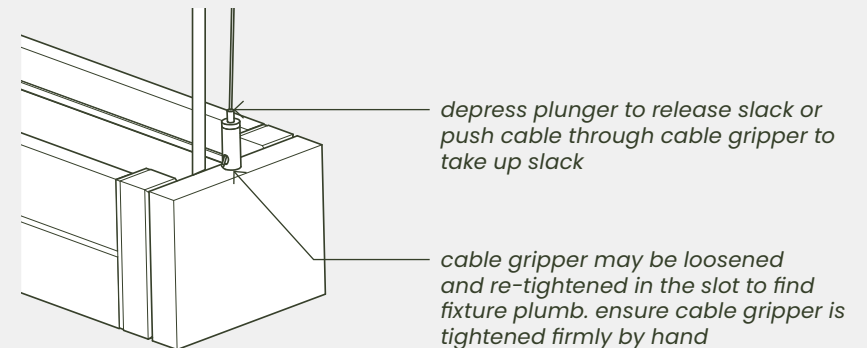 depress plunger to release slack or
push cable through cable gripper to
take up slack
cable gripper may be loosened
and re-tightened in the slot to find
fixture plumb. ensure cable gripper is
tightened firmly by hand